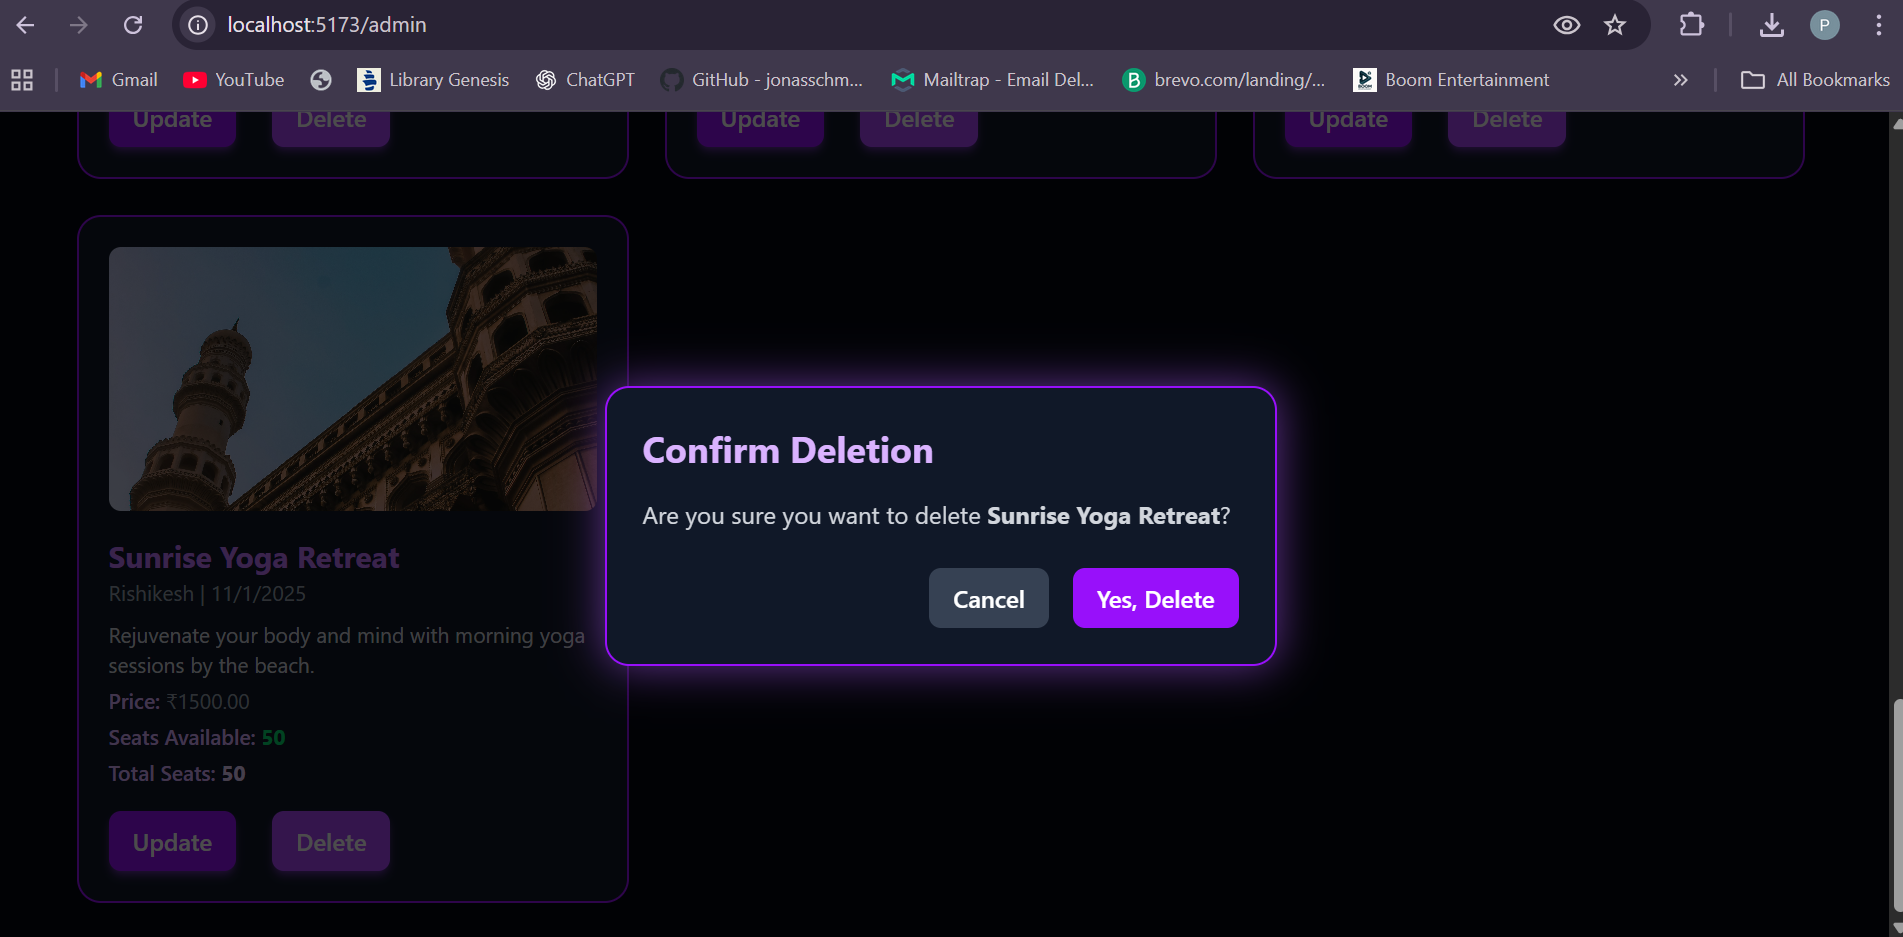 localhost:5173/admin
P
Gmail
YouTube
Library Genesis
ChatGPT
GitHub - jonasschm...
Mailtrap - Email Del...
B
brevo.com/landing/...
BOOM
Boom Entertainment
All Bookmarks
Update
Delete
Update
Delete
Update
Delete
Confirm Deletion
Are you sure you want to delete Sunrise Yoga Retreat?
Cancel
Yes, Delete
Sunrise Yoga Retreat
Rishikesh | 11/1/2025
Rejuvenate your body and mind with morning yoga
sessions by the beach.
Price: ₹1500.00
Seats Available: 50
Total Seats: 50
Update
Delete